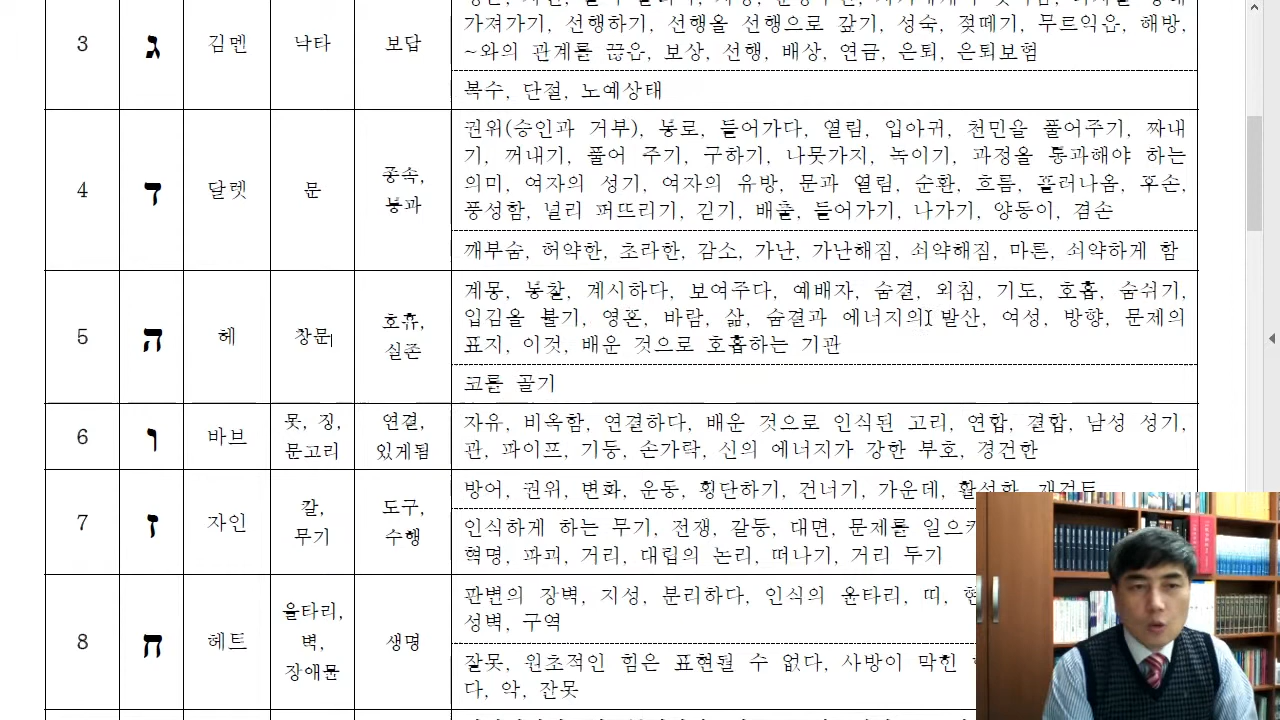 3 ג 김멘 낙타 보답
가져가기, 선행하기, 선행을 선행으로 갚기, 성숙, 젖떼기, 무르익음, 해방,
~와의 관계를 끊음, 보상, 선행, 배상, 연금, 은퇴, 은퇴보험
복수, 단절, 노예상태
4 ד 달렛 문 종속, 통과
권위(승인과 거부), 통로, 들어가다, 열림, 입아귀, 천민을 풀어주기, 짜내
기, 꺼내기, 풀어 주기, 구하기, 나뭇가지, 녹이기, 과정을 통과해야 하는
의미, 여자의 성기, 여자의 유방, 문과 열림, 순환, 흐름, 흘러나옴, 후손,
풍성함, 널리 퍼뜨리기, 긷기, 배출, 들어가기, 나가기, 양동이, 겸손
깨부숨, 허약한, 초라한, 감소, 가난, 가난해짐, 쇠약해짐, 마른, 쇠약하게 함
5 ה 헤 창문 호흡, 실존
계몽, 통찰, 계시하다, 보여주다, 예배자, 숨결, 외침, 기도, 호흡, 숨쉬기,
입김을 불기, 영혼, 바람, 삶, 숨결과 에너지의 발산, 여성, 방향, 문제의
표지, 이것, 배운 것으로 호흡하는 기관
코를 골기
6 ו 바브 못, 징, 문고리 연결, 있게됨
자유, 비옥함, 연결하다, 배운 것으로 인식된 고리, 연합, 결합, 남성 성기,
관, 파이프, 기둥, 손가락, 신의 에너지가 강한 부호, 경건한
7 ז 자인 칼, 무기 도구, 수행
방어, 권위, 변화, 운동, 횡단하기, 건너기, 가운데, 활성화,
인식하게 하는 무기, 전쟁, 갈등, 대면, 문제를
혁명, 파괴, 거리, 대립의 논리, 떠나기, 거리 두기
8 ח 헤트 울타리, 벽, 장애문 생명
관념의 장벽, 지성, 분리하다, 인식의 울타리, 띠,
성벽 구역
원초적인 힘은 표현될 수 없다, 사방이
잔못